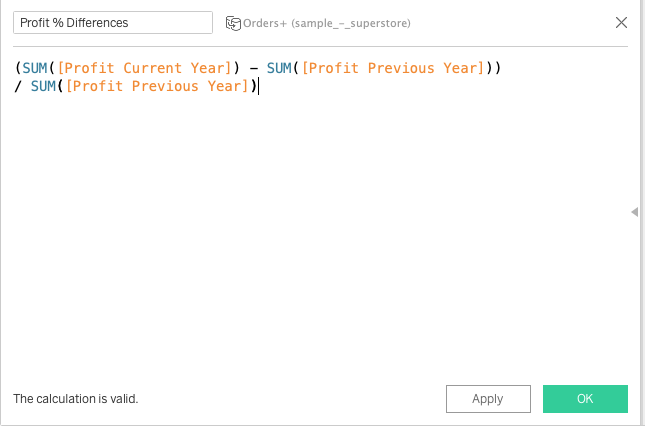 Profit % Differences
Orders+ (sample_-_superstore)
(SUM([Profit Current Year]) - SUM([Profit Previous Year]))
/ SUM([Profit Previous Year])
The calculation is valid.
Apply
OK